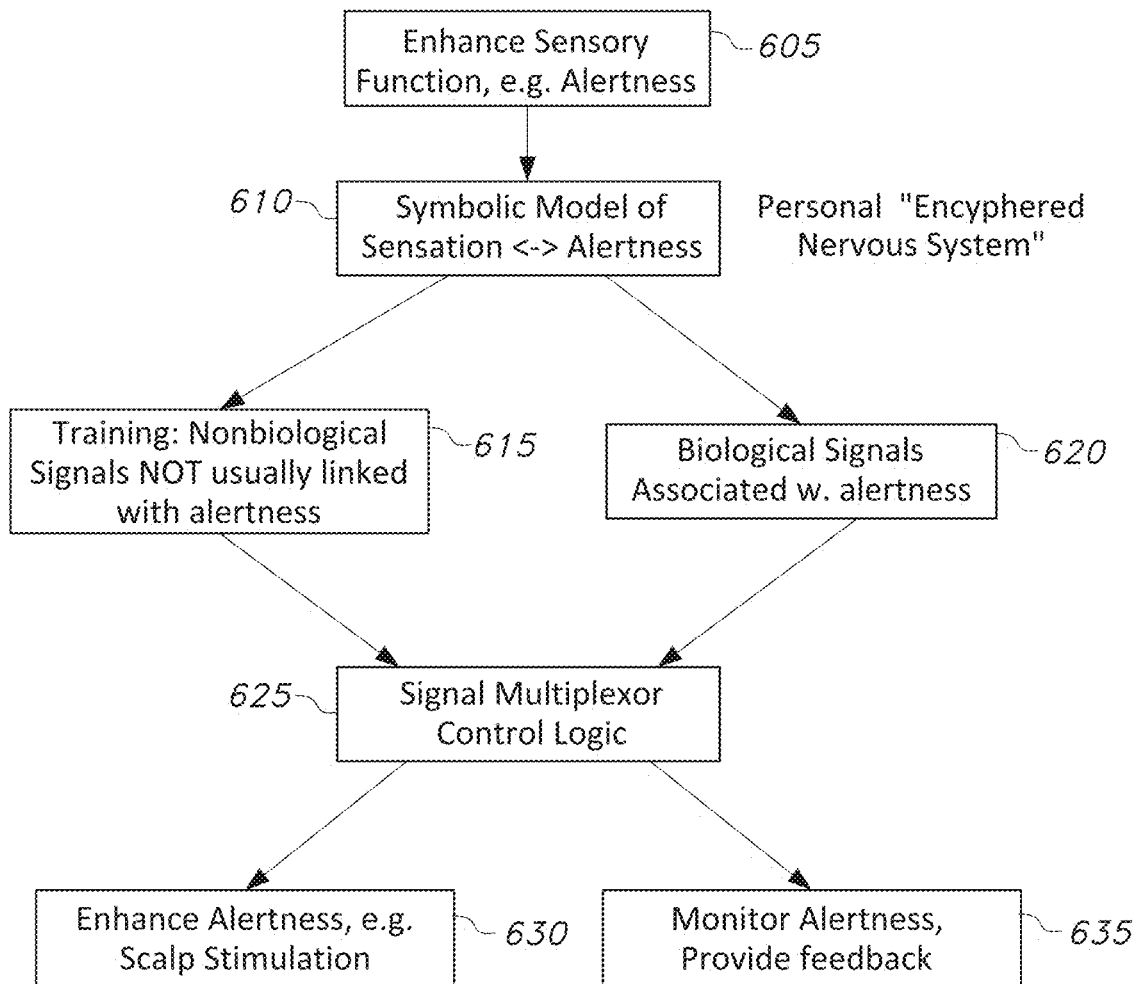 Enhance Sensory
Function, e.g. Alertness
605
610
Symbolic Model of
Sensation <-> Alertness
Personal "Encyphered
Nervous System"
Training: Nonbiological
Signals NOT usually linked
with alertness
615
Biological Signals
Associated w. alertness
620
625
Signal Multiplexor
Control Logic
Enhance Alertness, e.g.
Scalp Stimulation
630
Monitor Alertness,
Provide feedback
635